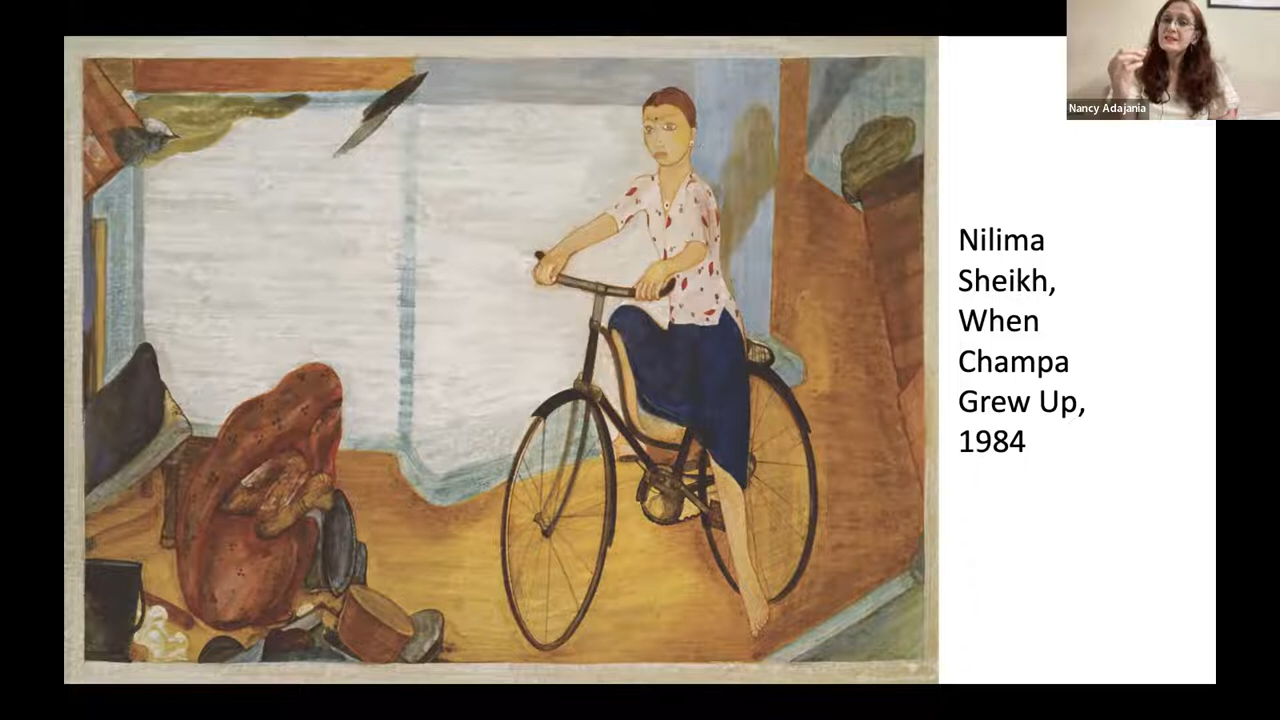 Nancy Adajania
Nilima
Sheikh,
When
Champa
Grew Up,
1984